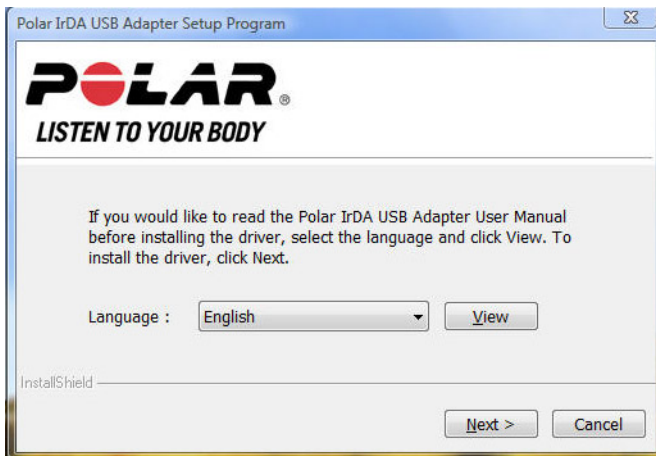 Polar IrDA USB Adapter Setup Program
POLAR®
LISTEN TO YOUR BODY
If you would like to read the Polar IrDA USB Adapter User Manual
before installing the driver, select the language and click View. To
install the driver, click Next.
Language : English View
InstallShield
Next > Cancel